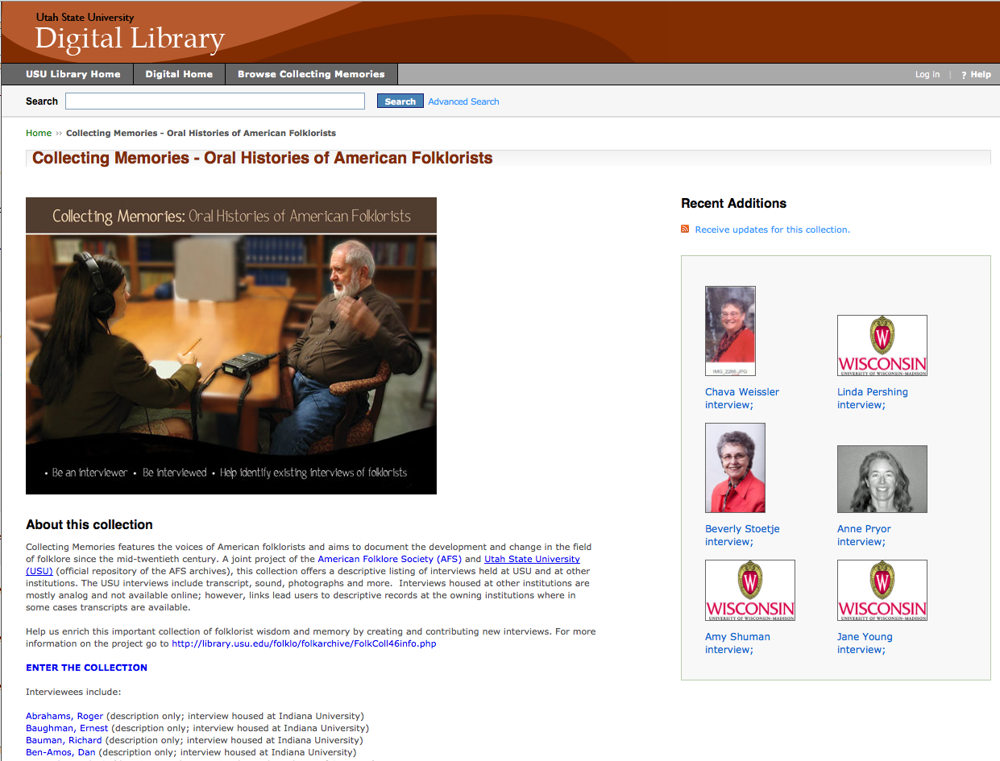 Utah State University
Digital Library
USU Library Home
Digital Home
Browse Collecting Memories
Log in | ? Help
Search
Search
Advanced Search
Home ›› Collecting Memories - Oral Histories of American Folklorists
Collecting Memories - Oral Histories of American Folklorists
Collecting Memories: Oral Histories of American Folklorists
• Be an interviewer • Be interviewed • Help identify existing interviews of folklorists
About this collection
Collecting Memories features the voices of American folklorists and aims to document the development and change in the field
of folklore since the mid-twentieth century. A joint project of the American Folklore Society (AFS) and Utah State University
(USU) (official repository of the AFS archives), this collection offers a descriptive listing of interviews held at USU and at other
institutions. The USU interviews include transcript, sound, photographs and more. Interviews housed at other institutions are
mostly analog and not available online; however, links lead users to descriptive records at the owning institutions where in
some cases transcripts are available.
Help us enrich this important collection of folklorist wisdom and memory by creating and contributing new interviews. For more
information on the project go to http://library.usu.edu/folklo/folkarchive/FolkColl46info.php
ENTER THE COLLECTION
Interviewees include:
Abrahams, Roger (description only; interview housed at Indiana University)
Baughman, Ernest (description only; interview housed at Indiana University)
Bauman, Richard (description only; interview housed at Indiana University)
Ben-Amos, Dan (description only; interview housed at Indiana University)
Recent Additions
Receive updates for this collection.
IMG_2266.JPG
Chava Weissler
interview;
W
WISCONSIN
UNIVERSITY OF WISCONSIN-MADISON
Linda Pershing
interview;
Beverly Stoetje
interview;
Anne Pryor
interview;
W
WISCONSIN
UNIVERSITY OF WISCONSIN-MADISON
Amy Shuman
interview;
W
WISCONSIN
UNIVERSITY OF WISCONSIN-MADISON
Jane Young
interview;